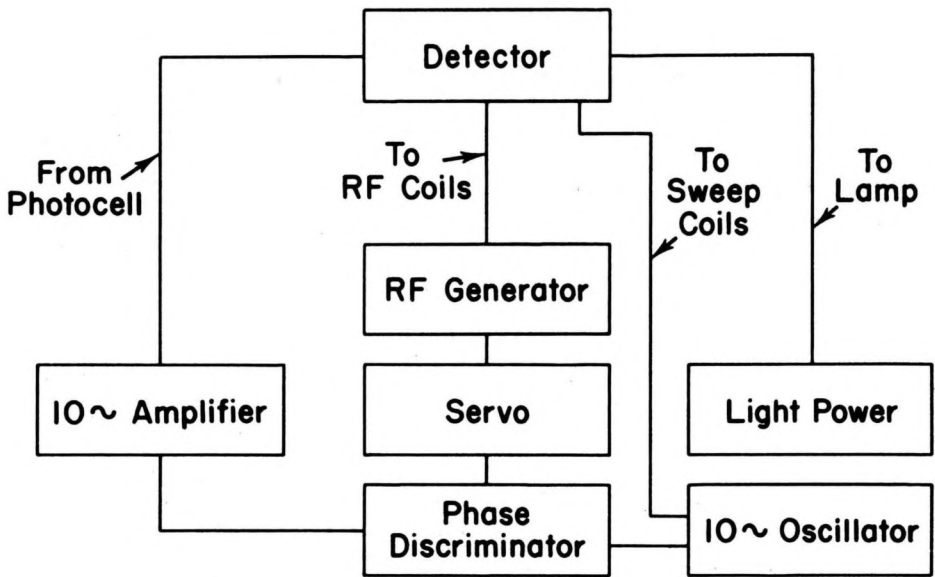 Detector
From
Photocell
To
RF Coils
To
Sweep
Coils
To
Lamp
RF Generator
10~ Amplifier
Servo
Light Power
Phase
Discriminator
10~ Oscillator